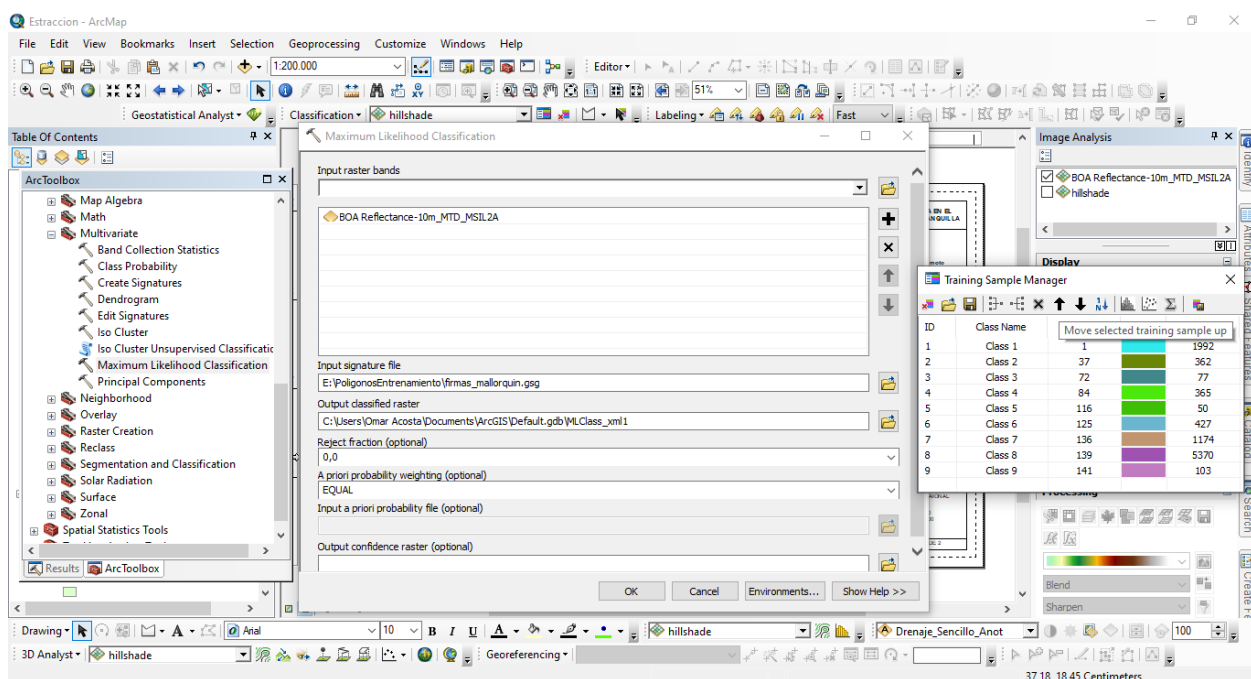 Estraccion - ArcMap
File Edit View Bookmarks Insert Selection Geoprocessing Customize Windows Help
1:200.000
Editor
51%
Geostatistical Analyst
Classification
hillshade
Labeling
Fast
Table Of Contents
ArcToolbox
Map Algebra
Math
Multivariate
Band Collection Statistics
Class Probability
Create Signatures
Dendrogram
Edit Signatures
Iso Cluster
Iso Cluster Unsupervised Classificatic
Maximum Likelihood Classification
Principal Components
Neighborhood
Overlay
Raster Creation
Reclass
Segmentation and Classification
Solar Radiation
Surface
Zonal
Spatial Statistics Tools
Results
ArcToolbox
Maximum Likelihood Classification
Input raster bands
BOA Reflectance-10m_MTD_MSIL2A
Input signature file
E:\PoligonosEntrenamiento\firmas_mallorquin.gsg
Output classified raster
C:\Users\Omar Acosta\Documents\ArcGIS\Default.gdb\MLClass_xml1
Reject fraction (optional)
0,0
A priori probability weighting (optional)
EQUAL
Input a priori probability file (optional)
Output confidence raster (optional)
OK Cancel Environments... Show Help >>
Image Analysis
BOA Reflectance-10m_MTD_MSIL2A
hillshade
Display
Training Sample Manager
ID Class Name
Move selected training sample up
1 Class 1 1 1992
2 Class 2 37 362
3 Class 3 72 77
4 Class 4 84 365
5 Class 5 116 50
6 Class 6 125 427
7 Class 7 136 1174
8 Class 8 139 5370
9 Class 9 141 103
Processing
Blend
Sharpen
Identify
Attributes
Shared Features
Catalog
Search
Drawing
Arial
10
B I U A
hillshade
Drenaje_Sencillo_Anot
100
3D Analyst
hillshade
Georeferencing
37,18 18,45 Centimeters